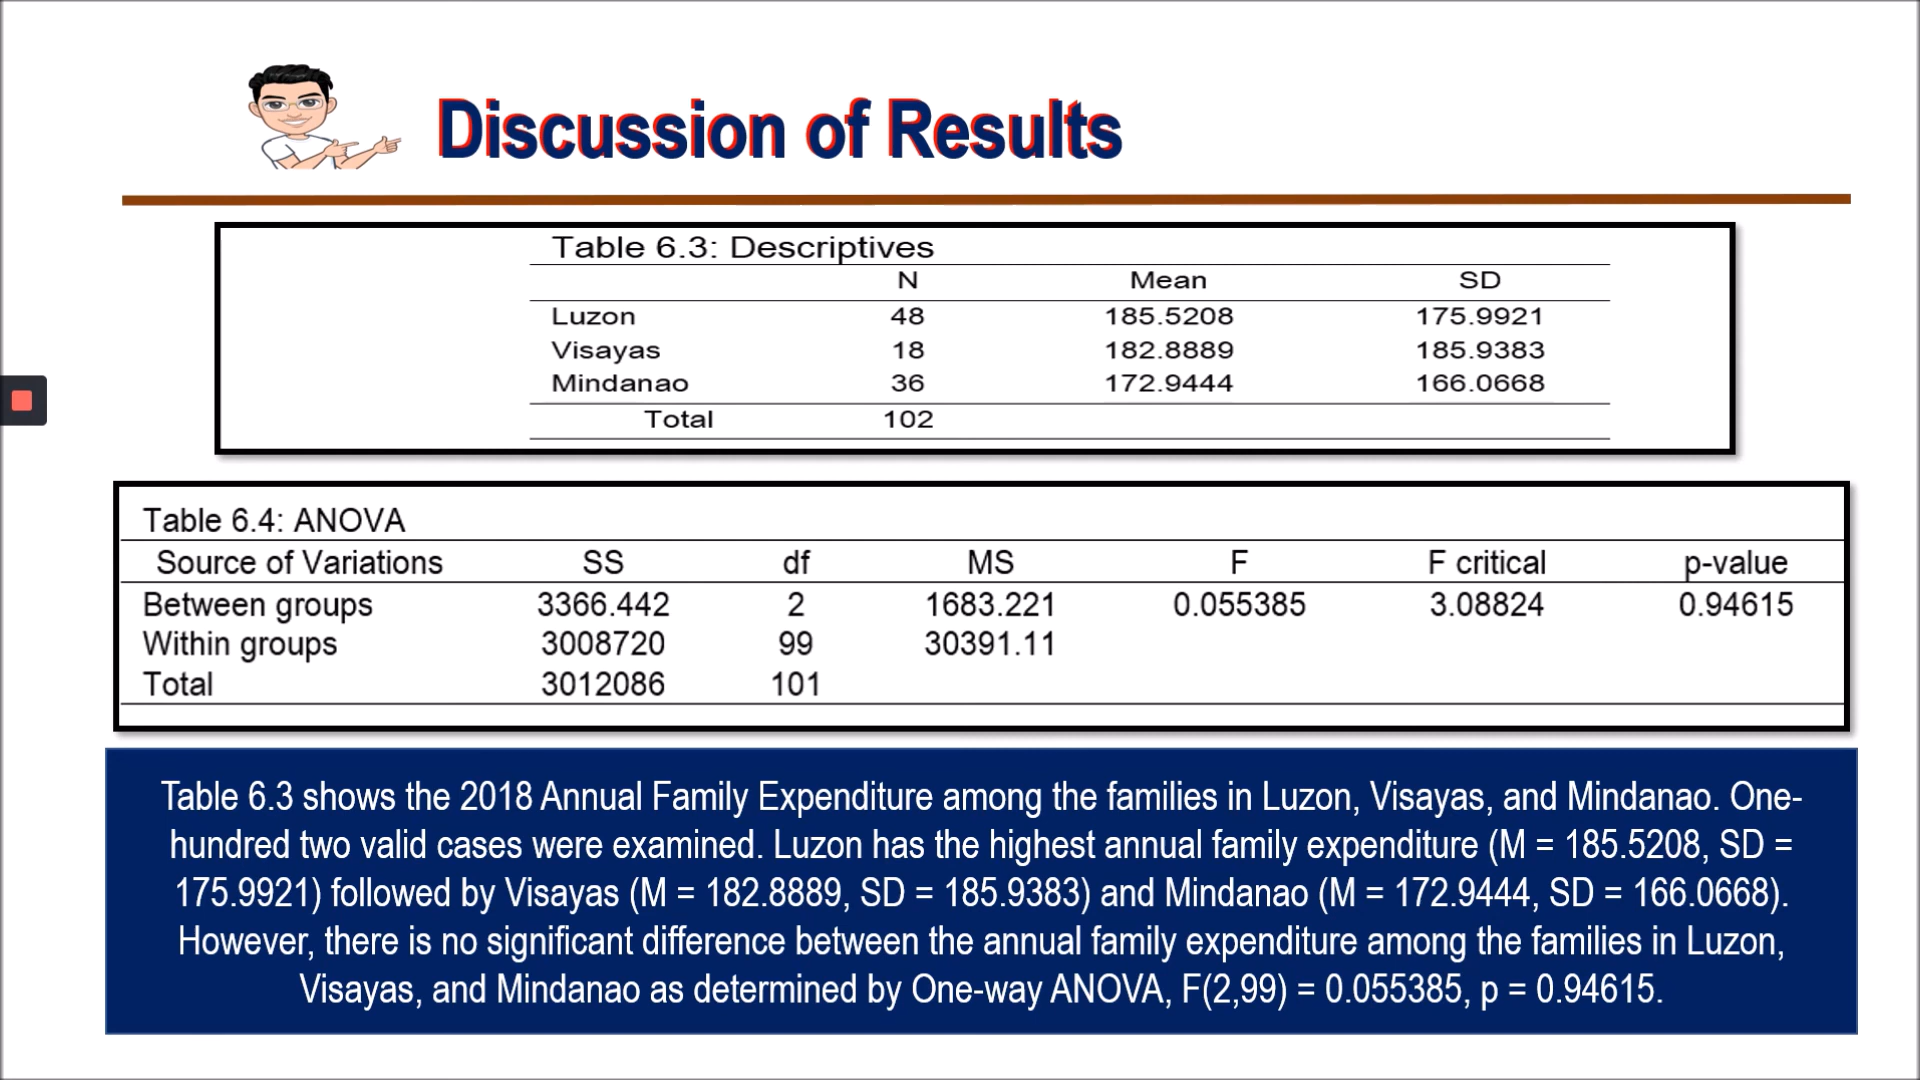 Discussion of Results
Table 6.3: Descriptives
N Mean SD
Luzon 48 185.5208 175.9921
Visayas 18 182.8889 185.9383
Mindanao 36 172.9444 166.0668
Total 102
Table 6.4: ANOVA
Source of Variations SS df MS F F critical p-value
Between groups 3366.442 2 1683.221 0.055385 3.08824 0.94615
Within groups 3008720 99 30391.11
Total 3012086 101
Table 6.3 shows the 2018 Annual Family Expenditure among the families in Luzon, Visayas, and Mindanao. One-
hundred two valid cases were examined. Luzon has the highest annual family expenditure (M = 185.5208, SD =
175.9921) followed by Visayas (M = 182.8889, SD = 185.9383) and Mindanao (M = 172.9444, SD = 166.0668).
However, there is no significant difference between the annual family expenditure among the families in Luzon,
Visayas, and Mindanao as determined by One-way ANOVA, F(2,99) = 0.055385, p = 0.94615.